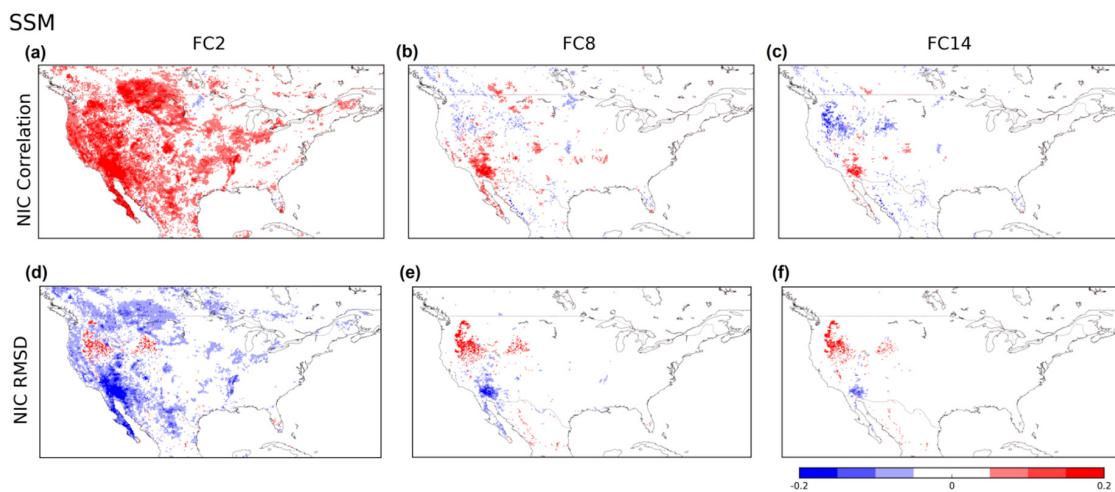 SSM
FC2 FC8 FC14
(a) (b) (c)
NIC Correlation
(d) (e) (f)
NIC RMSD
-0.2 0 0.2